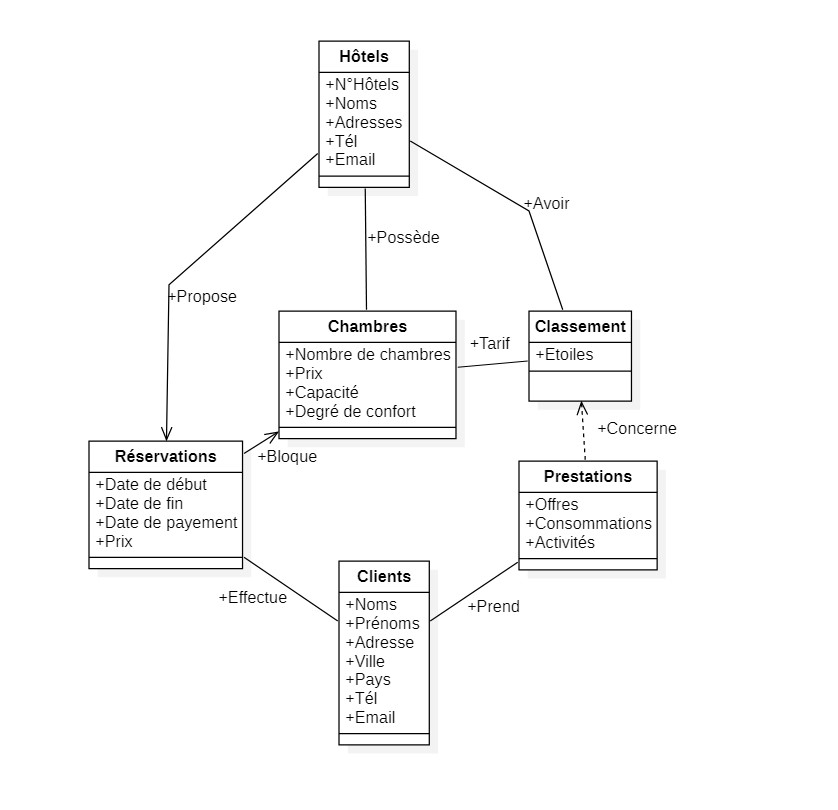 Hôtels
+N°Hôtels
+Noms
+Adresses
+Tél
+Email
+Avoir
+Possède
+Propose
Chambres
+Nombre de chambres
+Prix
+Capacité
+Degré de confort
+Tarif
Classement
+Etoiles
+Concerne
+Bloque
Réservations
+Date de début
+Date de fin
+Date de payement
+Prix
Prestations
+Offres
+Consommations
+Activités
+Effectue
+Prend
Clients
+Noms
+Prénoms
+Adresse
+Ville
+Pays
+Tél
+Email